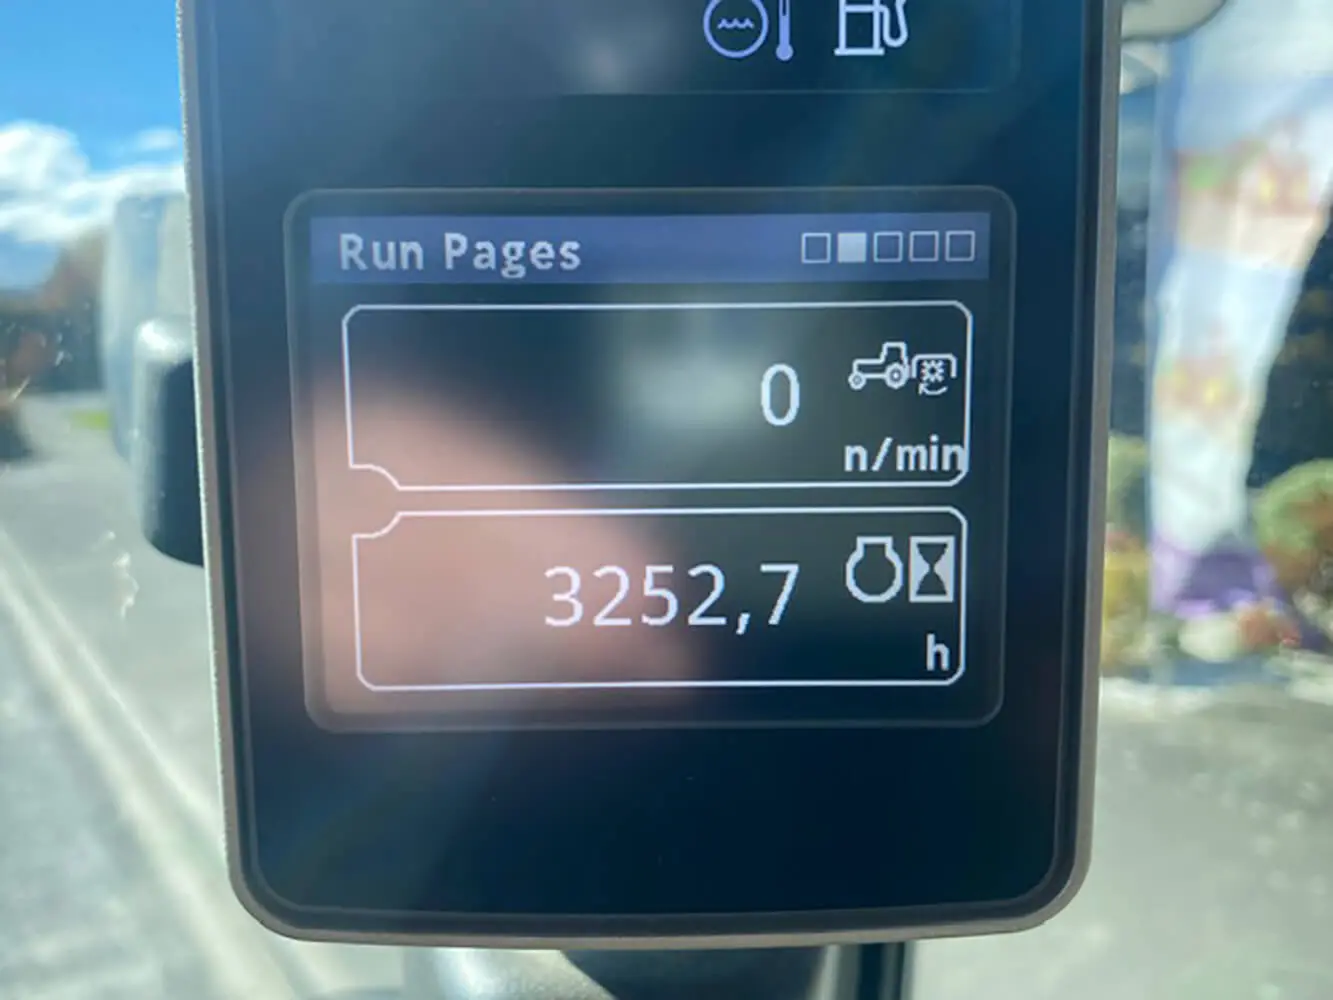 Run Pages
0
n/min
3252,7
h